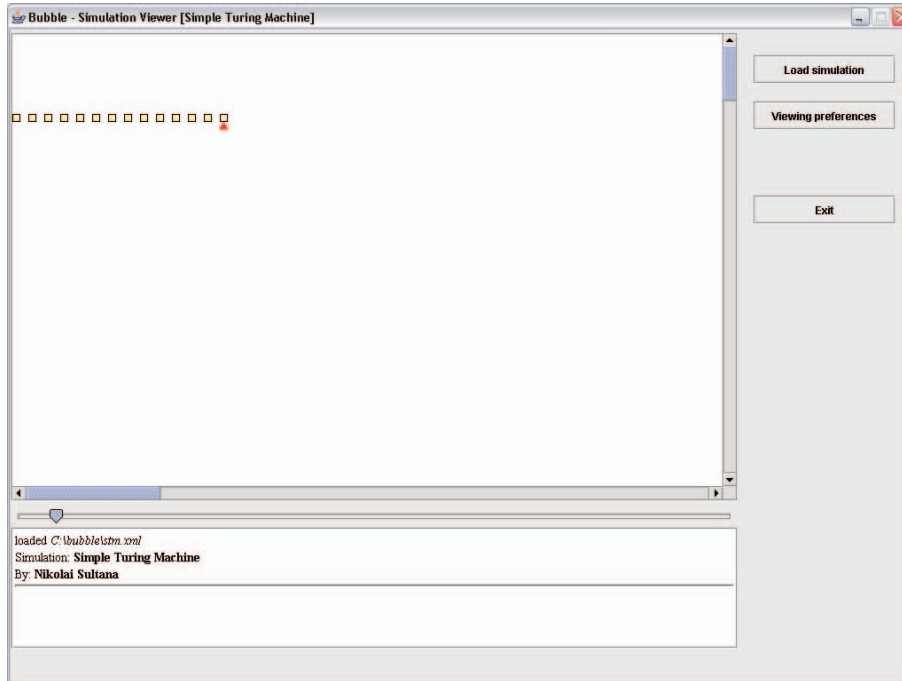 Bubble - Simulation Viewer [Simple Turing Machine]
Load simulation
Viewing preferences
Exit
loaded C:\bubble\stm.xml
Simulation: Simple Turing Machine
By: Nikolai Sultana